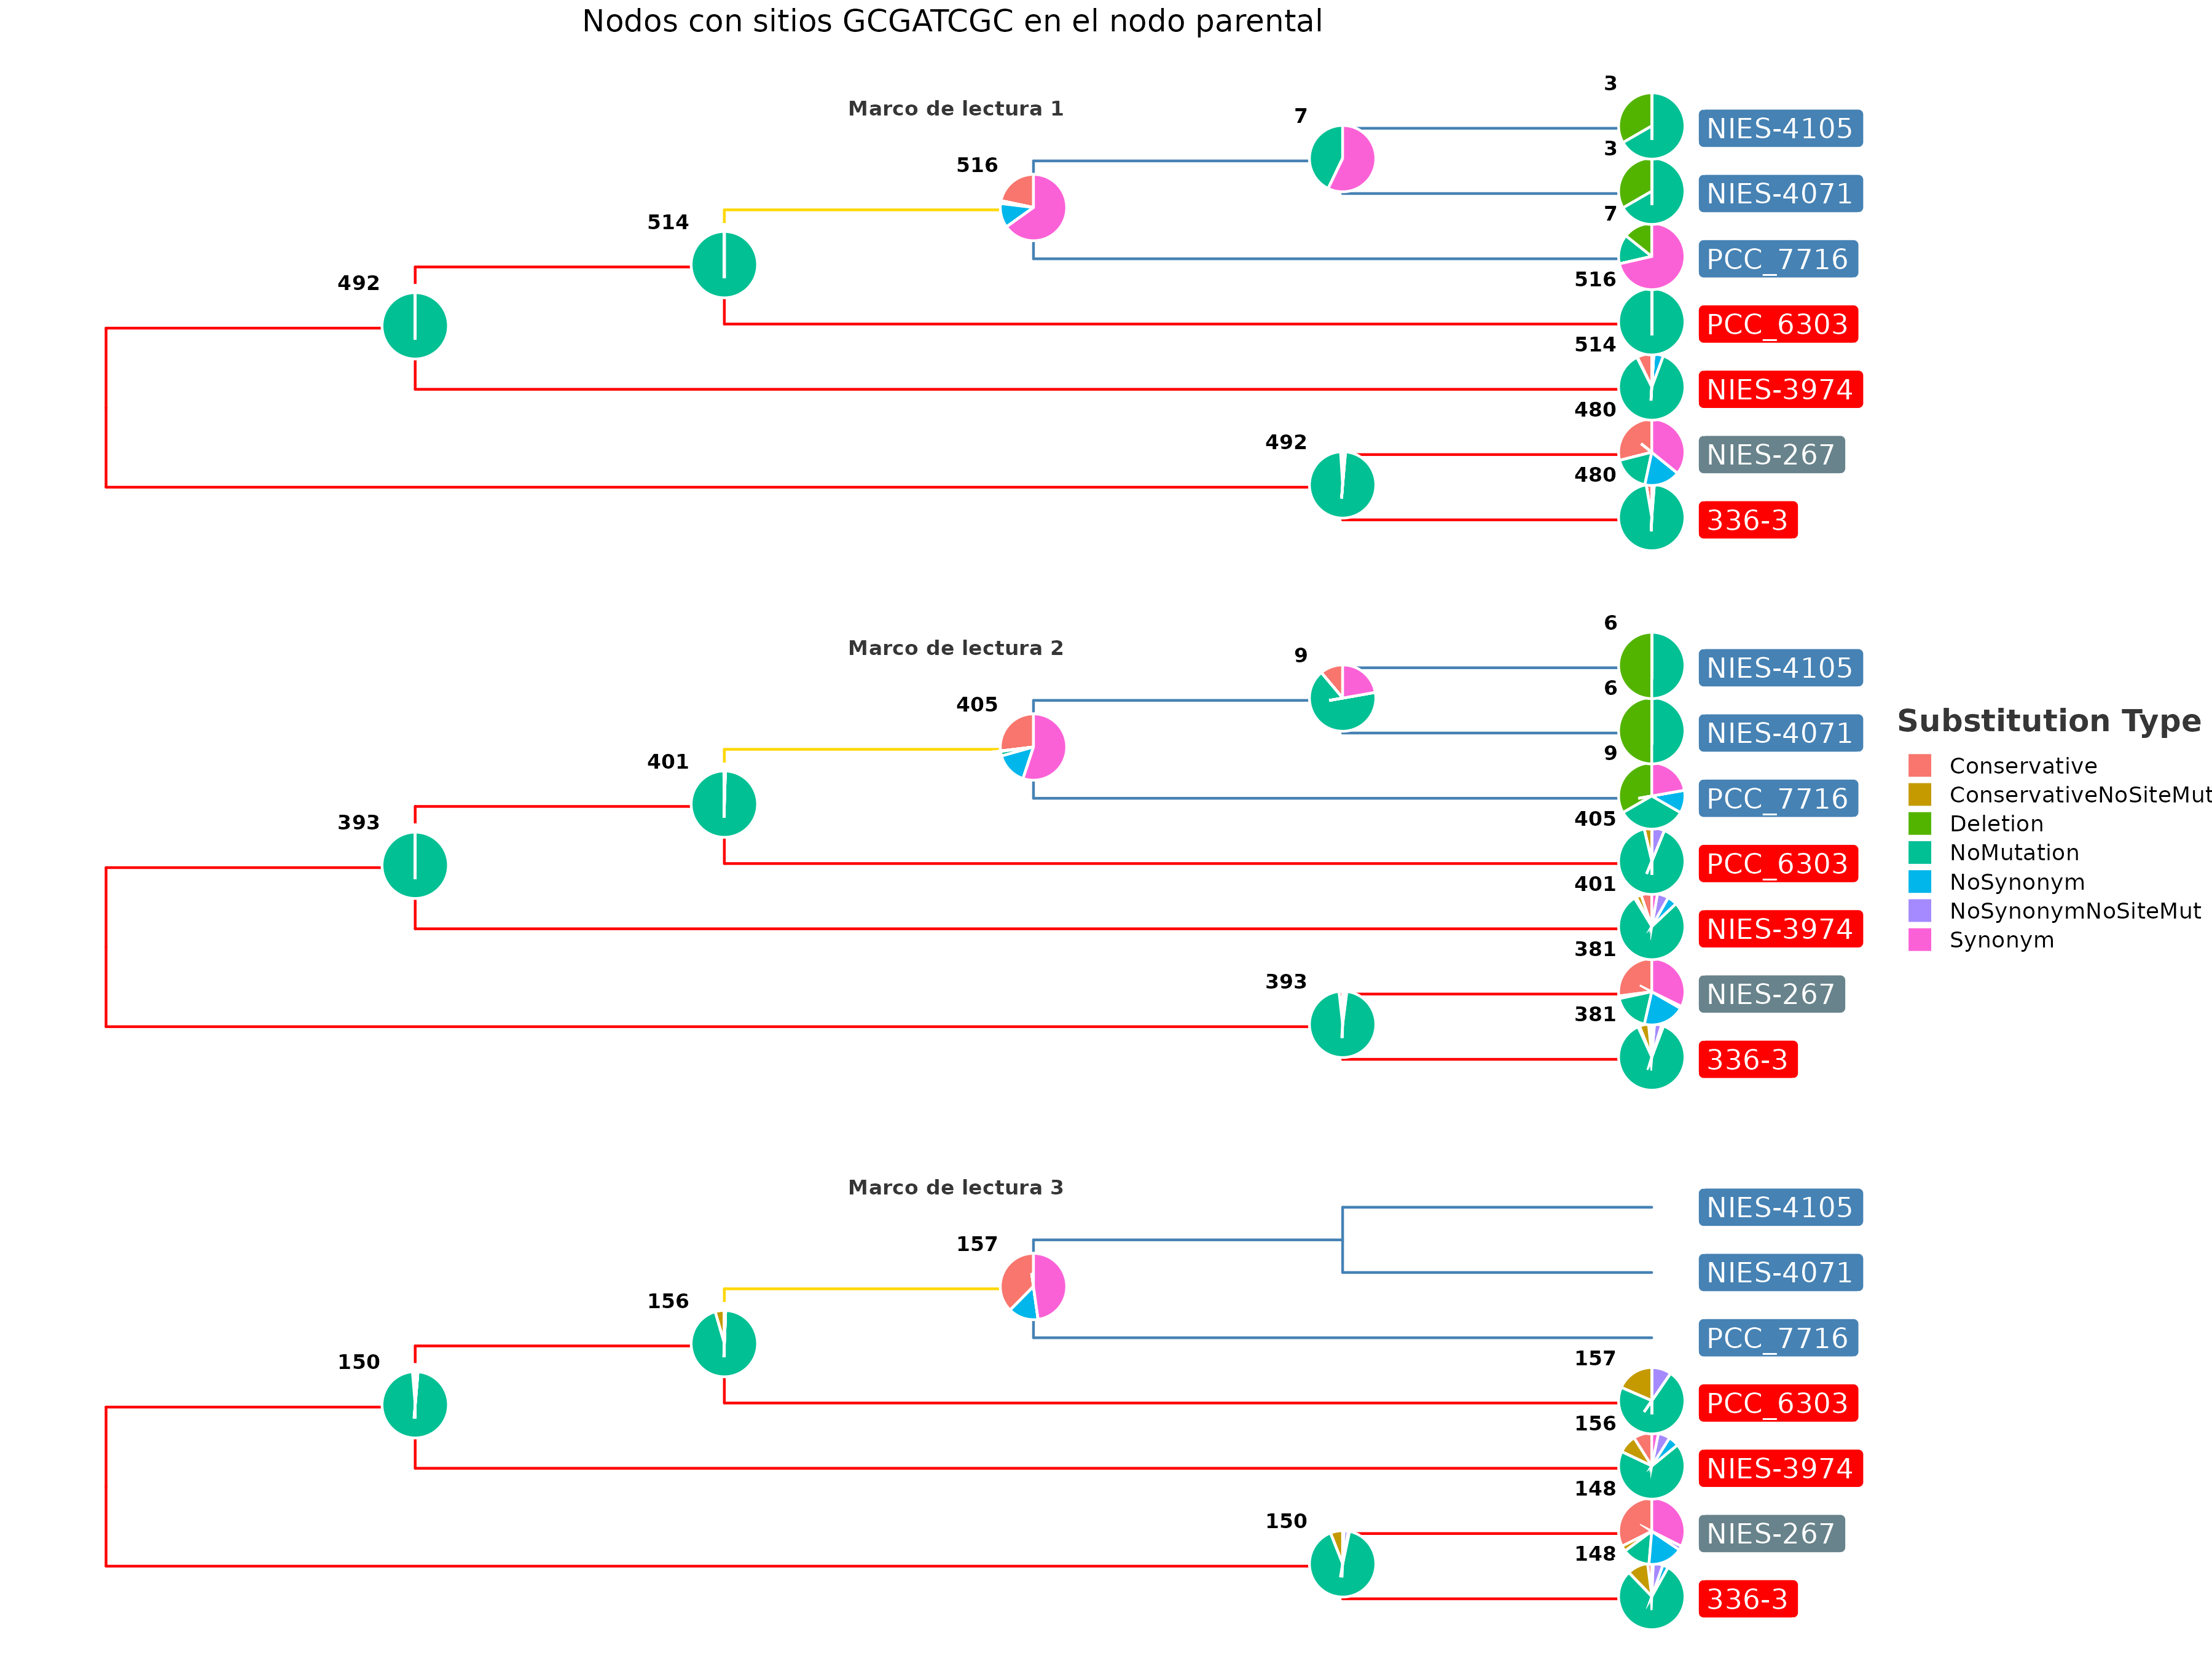 Nodos con sitios GCGATCGC en el nodo parental
3
Marco de lectura 1
7
NIES-4105
3
516
NIES-4071
7
514
PCC_7716
516
492
PCC_6303
514
NIES-3974
480
492
NIES-267
480
336-3
6
Marco de lectura 2
9
NIES-4105
6
405
NIES-4071
9
401
PCC_7716
405
393
PCC_6303
401
NIES-3974
381
393
NIES-267
381
336-3
Substitution Type
Conservative
ConservativeNoSiteMut
Deletion
NoMutation
NoSynonym
NoSynonymNoSiteMut
Synonym
Marco de lectura 3
NIES-4105
157
NIES-4071
156
PCC_7716
157
150
PCC_6303
156
NIES-3974
148
150
NIES-267
148
336-3